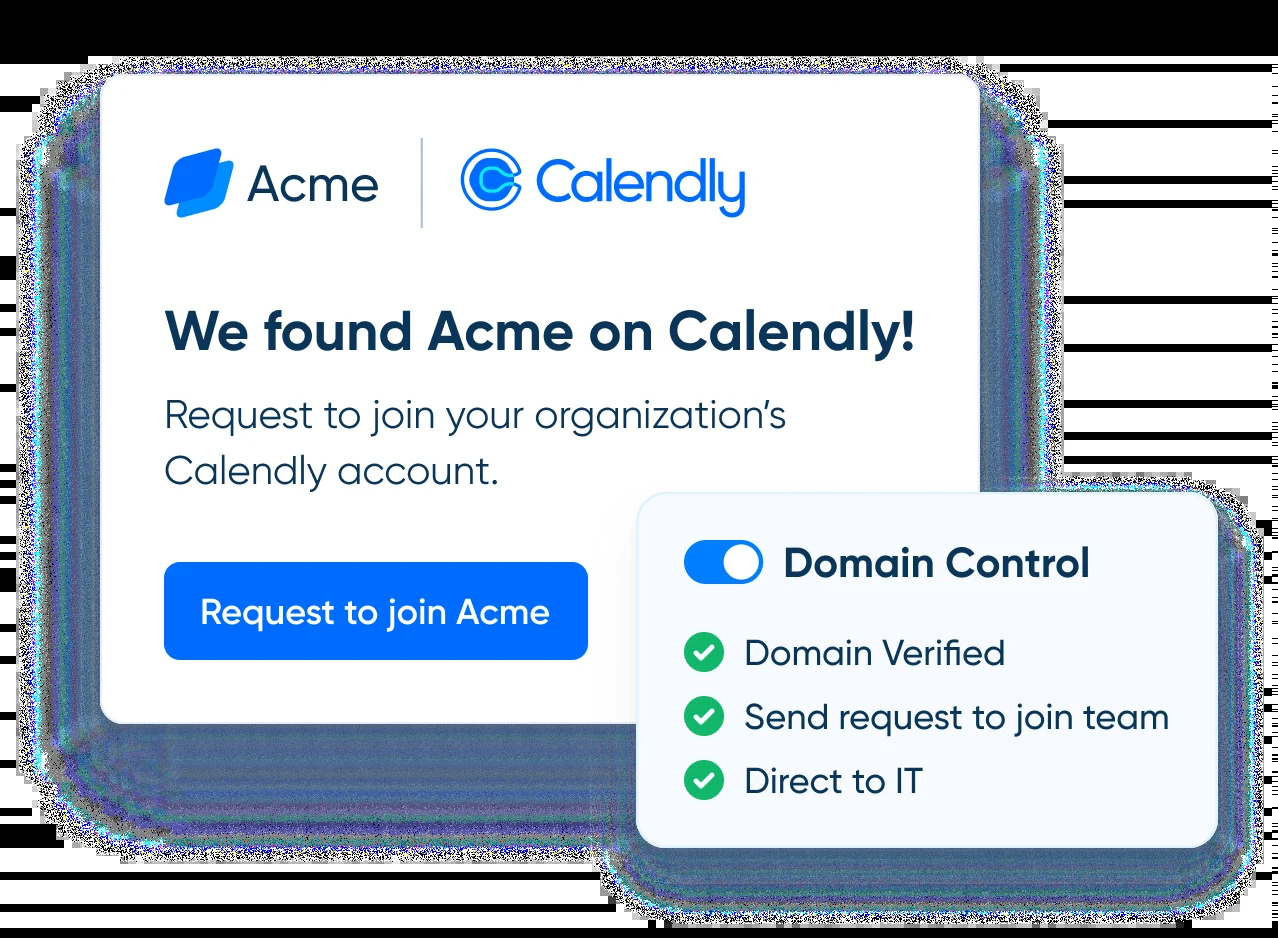 Acme
Calendly
We found Acme on Calendly!
Request to join your organization’s
Calendly account.
Request to join Acme
Domain Control
Domain Verified
Send request to join team
Direct to IT